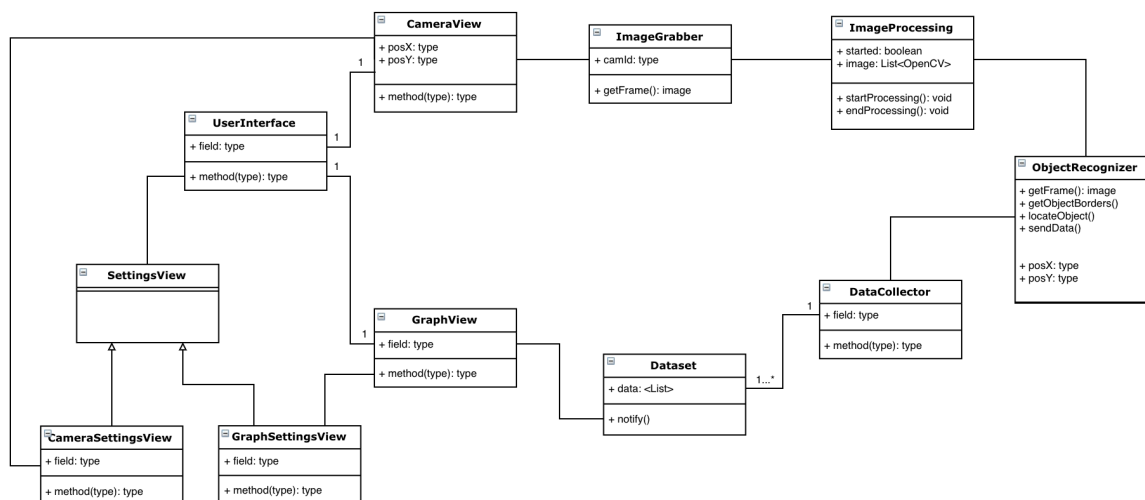 CameraView
+ posX: type
+ posY: type
+ method(type): type
ImageGrabber
+ camId: type
+ getFrame(): image
ImageProcessing
+ started: boolean
+ image: List<OpenCV>
+ startProcessing(): void
+ endProcessing(): void
1
UserInterface
+ field: type
+ method(type): type
1
1
ObjectRecognizer
+ getFrame(): image
+ getObjectBorders()
+ locateObject()
+ sendData()
+ posX: type
+ posY: type
SettingsView
DataCollector
+ field: type
+ method(type): type
1
GraphView
+ field: type
+ method(type): type
1
Dataset
+ data: <List>
+ notify()
1...*
CameraSettingsView
+ field: type
+ method(type): type
GraphSettingsView
+ field: type
+ method(type): type